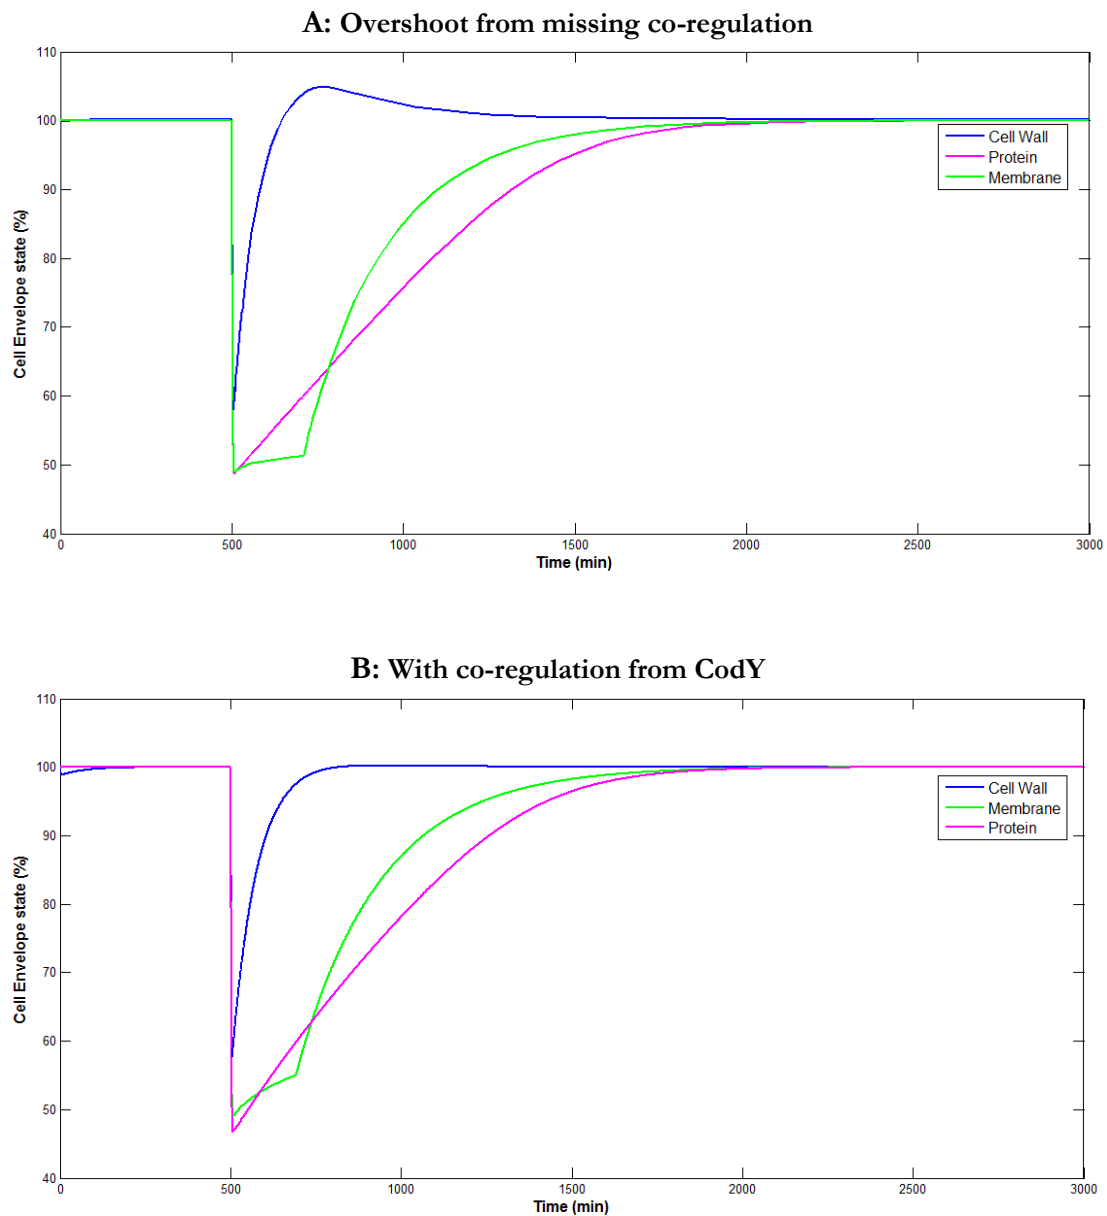 A: Overshoot from missing co-regulation
110
100
90
80
70
60
50
40
Cell Envelope state (%)
Cell Wall
Protein
Membrane
0 500 1000 1500 2000 2500 3000
Time (min)
B: With co-regulation from CodY
110
100
90
80
70
60
50
40
Cell Envelope state (%)
Cell Wall
Membrane
Protein
0 500 1000 1500 2000 2500 3000
Time (min)